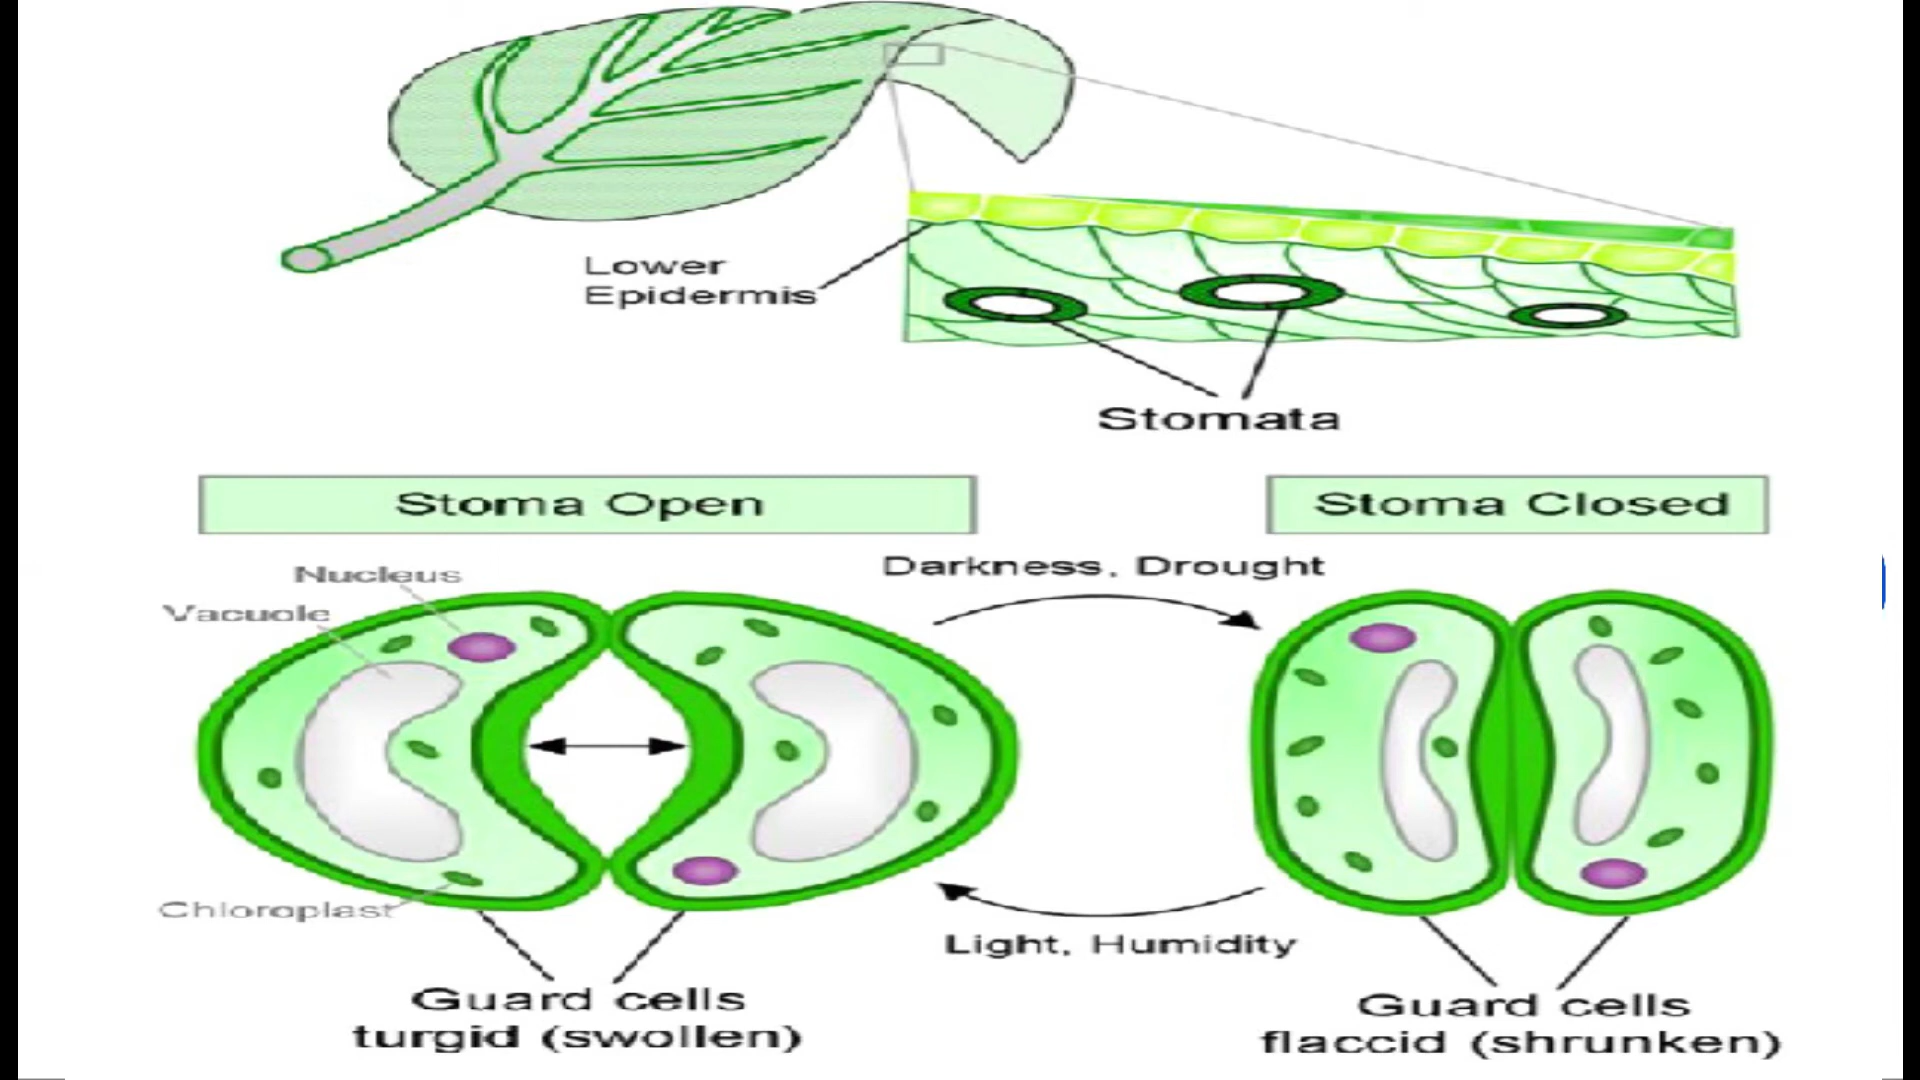 Lower
Epidermis
Stomata
Stoma Open
Stoma Closed
Nucleus
Vacuole
Darkness, Drought
Chloroplast
Light, Humidity
Guard cells
turgid (swollen)
Guard cells
flaccid (shrunken)